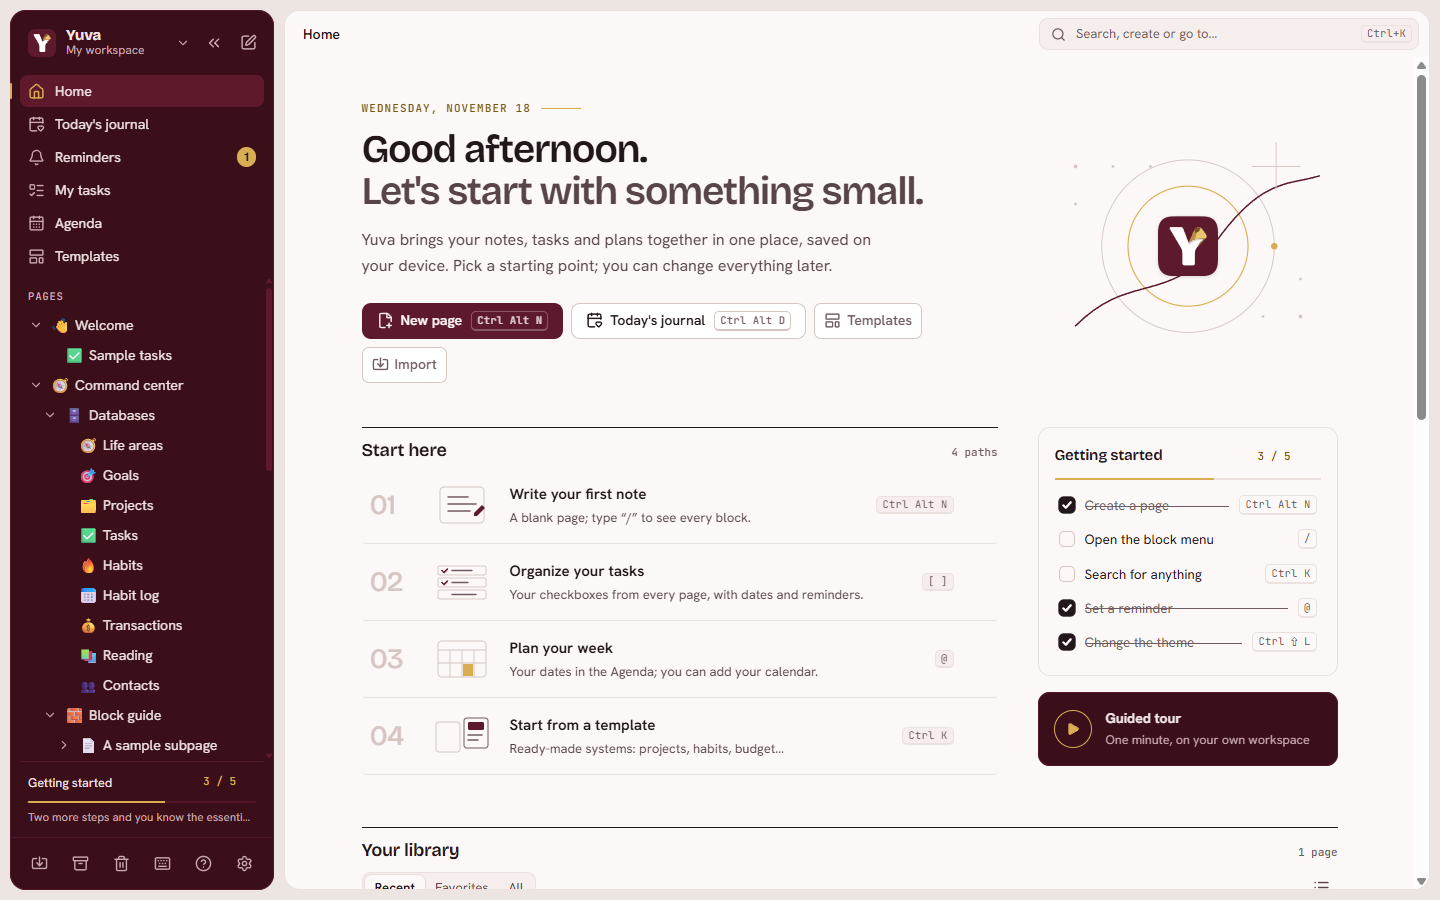 Yuva
My workspace
Home
Today's journal
Reminders
1
My tasks
Agenda
Templates
PAGES
Welcome
Sample tasks
Command center
Databases
Life areas
Goals
Projects
Tasks
Habits
Habit log
Transactions
Reading
Contacts
Block guide
A sample subpage
Getting started
3 / 5
Two more steps and you know the essenti...
Home
Search, create or go to...
Ctrl+K
WEDNESDAY, NOVEMBER 18
Good afternoon.
Let's start with something small.
Yuva brings your notes, tasks and plans together in one place, saved on
your device. Pick a starting point; you can change everything later.
New page Ctrl Alt N
Today's journal Ctrl Alt D
Templates
Import
Y
Start here
4 paths
01
Write your first note
A blank page; type “/” to see every block.
Ctrl Alt N
02
Organize your tasks
Your checkboxes from every page, with dates and reminders.
[ ]
03
Plan your week
Your dates in the Agenda; you can add your calendar.
@
04
Start from a template
Ready-made systems: projects, habits, budget...
Ctrl K
Getting started
3 / 5
Create a page
Ctrl Alt N
Open the block menu
/
Search for anything
Ctrl K
Set a reminder
@
Change the theme
Ctrl ⇧ L
Guided tour
One minute, on your own workspace
Your library
1 page
Recent
Favorites
All